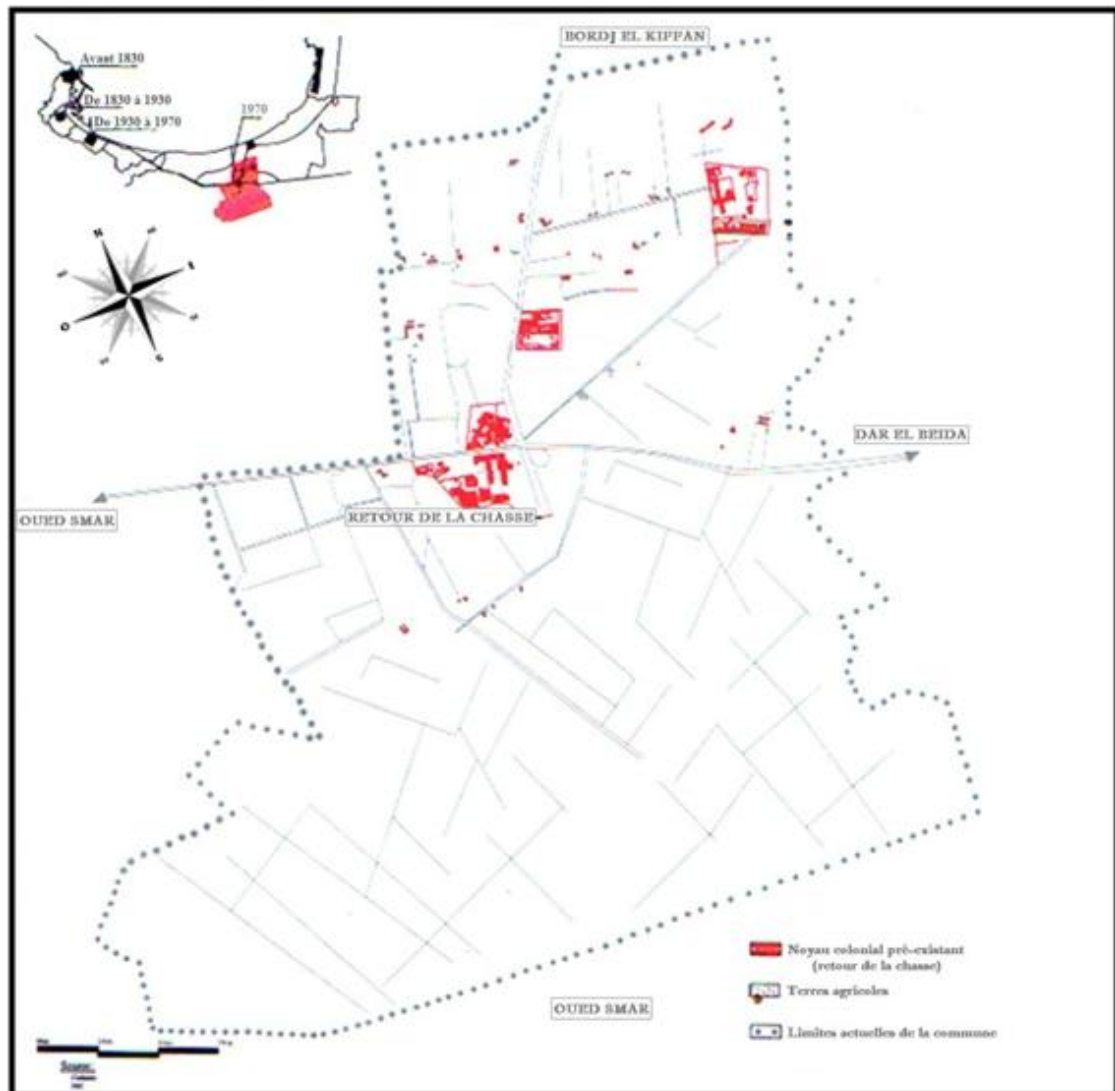 BORDJ EL KIFFAN
Avant 1830
De 1830 à 1930
De 1930 à 1970
1970
N
E
O
S
DAR EL BEIDA
OUED SMAR
RETOUR DE LA CHASSE
Noyau colonial pré-existant
(retour de la chasse)
Terres agricoles
OUED SMAR
Limites actuelles de la commune